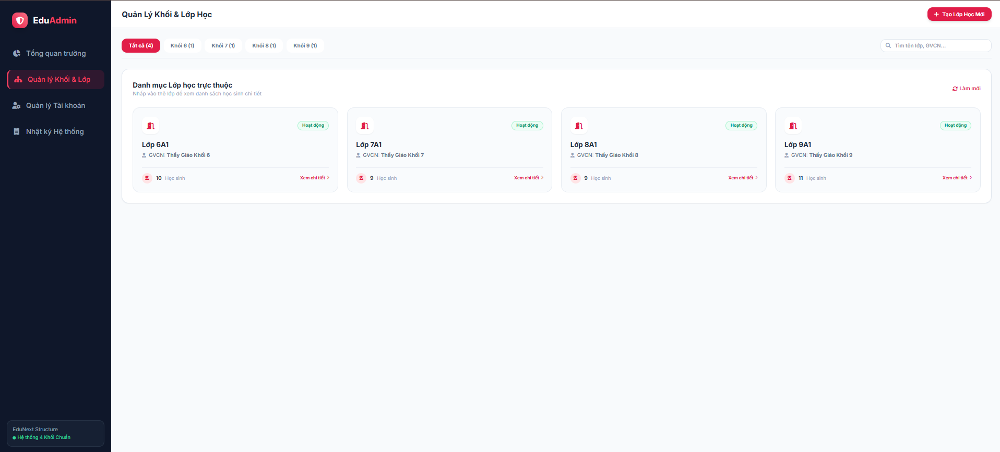 EduAdmin
Tổng quan trường
Quản lý Khối & Lớp
Quản lý Tài khoản
Nhật ký Hệ thống
EduNext Structure
Hệ thống 4 Khối Chuẩn
Quản Lý Khối & Lớp Học
+ Tạo Lớp Học Mới
Tất cả (4)
Khối 6 (1)
Khối 7 (1)
Khối 8 (1)
Khối 9 (1)
Tìm tên lớp, GVCN...
Danh mục Lớp học trực thuộc
Nhấp vào thẻ lớp để xem danh sách học sinh chi tiết
Làm mới
Hoạt động
Lớp 6A1
GVCN: Thầy Giáo Khối 6
10 Học sinh
Xem chi tiết
Hoạt động
Lớp 7A1
GVCN: Thầy Giáo Khối 7
9 Học sinh
Xem chi tiết
Hoạt động
Lớp 8A1
GVCN: Thầy Giáo Khối 8
9 Học sinh
Xem chi tiết
Hoạt động
Lớp 9A1
GVCN: Thầy Giáo Khối 9
11 Học sinh
Xem chi tiết